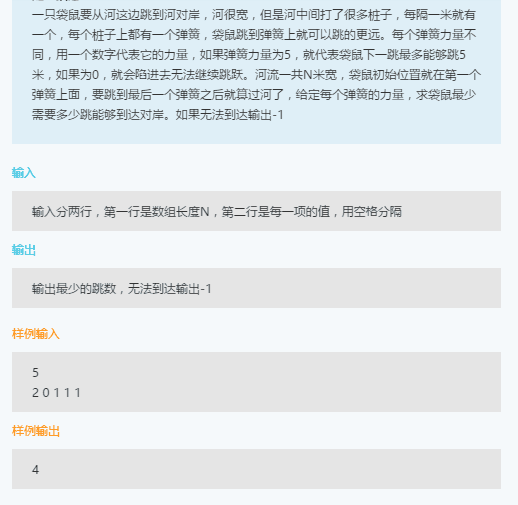 一只袋鼠要从河这边跳到河对岸，河很宽，但是河中间打了很多桩子，每隔一米就有
一个，每个桩子上都有一个弹簧，袋鼠跳到弹簧上就可以跳的更远。每个弹簧力量不
同，用一个数字代表它的力量，如果弹簧力量为5，就代表袋鼠下一跳最多能够跳5
米，如果为0，就会陷进去无法继续跳跃。河流一共N米宽，袋鼠初始位置就在第一个
弹簧上面，要跳到最后一个弹簧之后就算过河了，给定每个弹簧的力量，求袋鼠最少
需要多少跳能够到达对岸。如果无法到达输出-1
输入
输入分两行，第一行是数组长度N，第二行是每一项的值，用空格分隔
输出
输出最少的跳数，无法到达输出-1
样例输入
5
2 0 1 1 1
样例输出
4